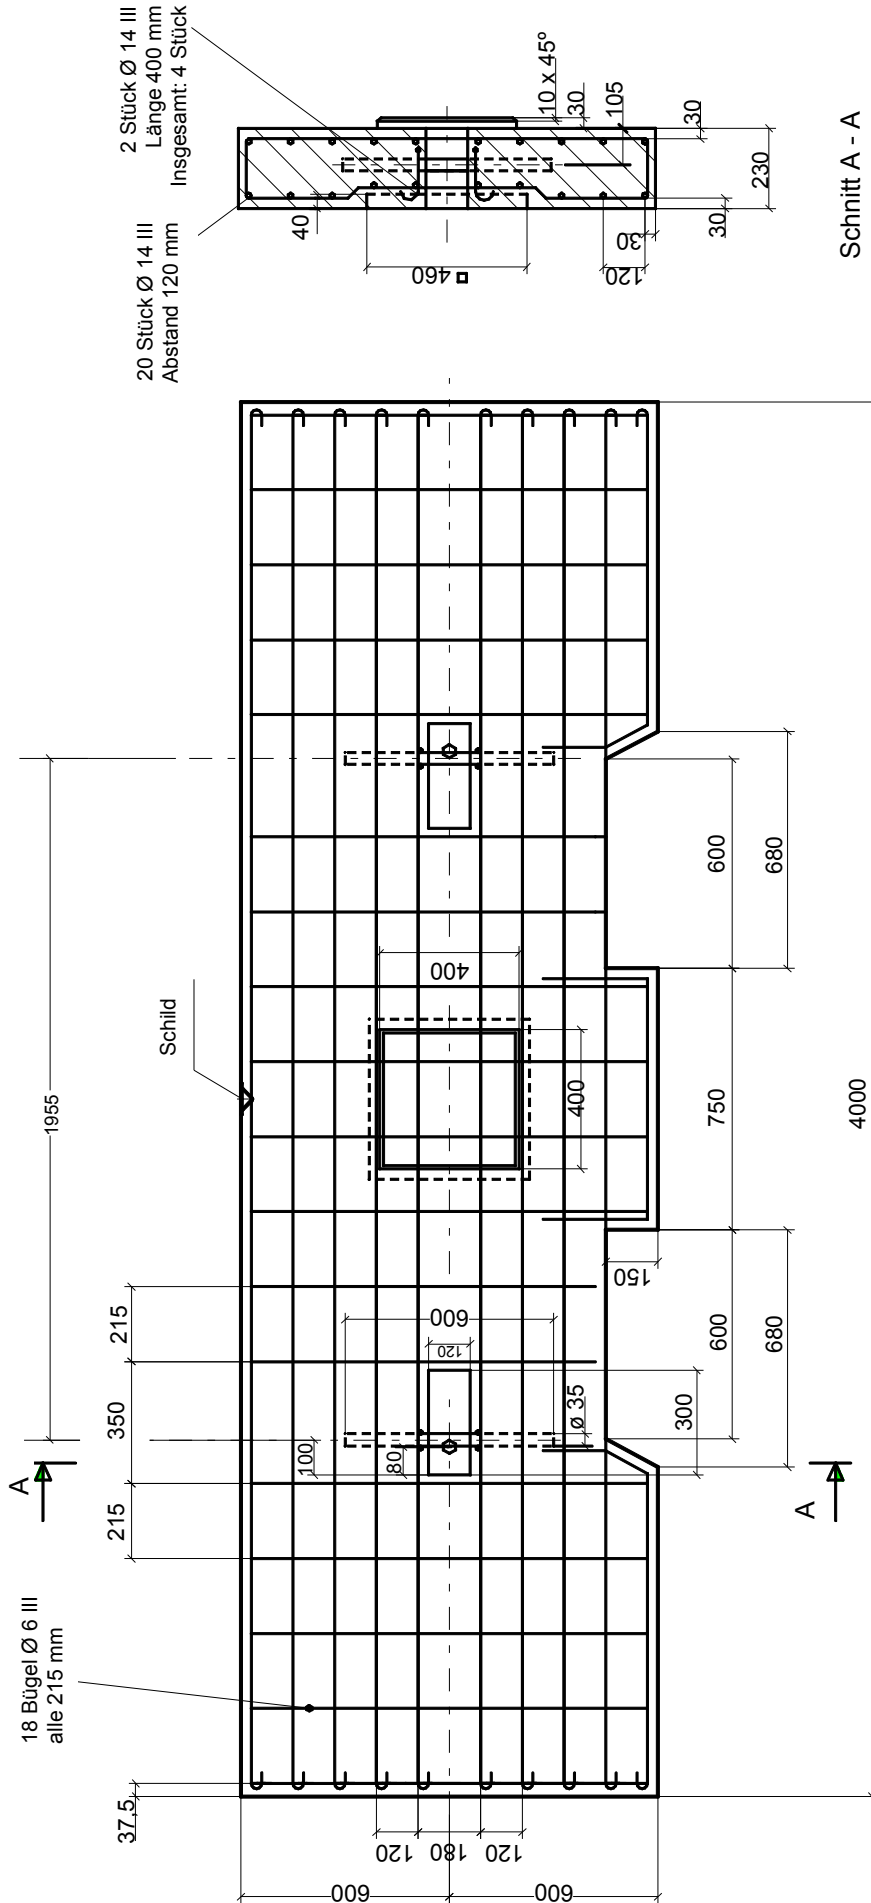 2 Stück Ø 14 III
Länge 400 mm
Insgesamt: 4 Stück
20 Stück Ø 14 III
Abstand 120 mm
40
460
10 x 45°
30
105
30
230
30
30
120
Schnitt A - A
1955
Schild
400
400
600
680
750
4000
150
600
680
215
350
215
600
120
100
80
ø 35
300
A
A
18 Bügel Ø 6 III
alle 215 mm
37,5
120
180
120
600
600